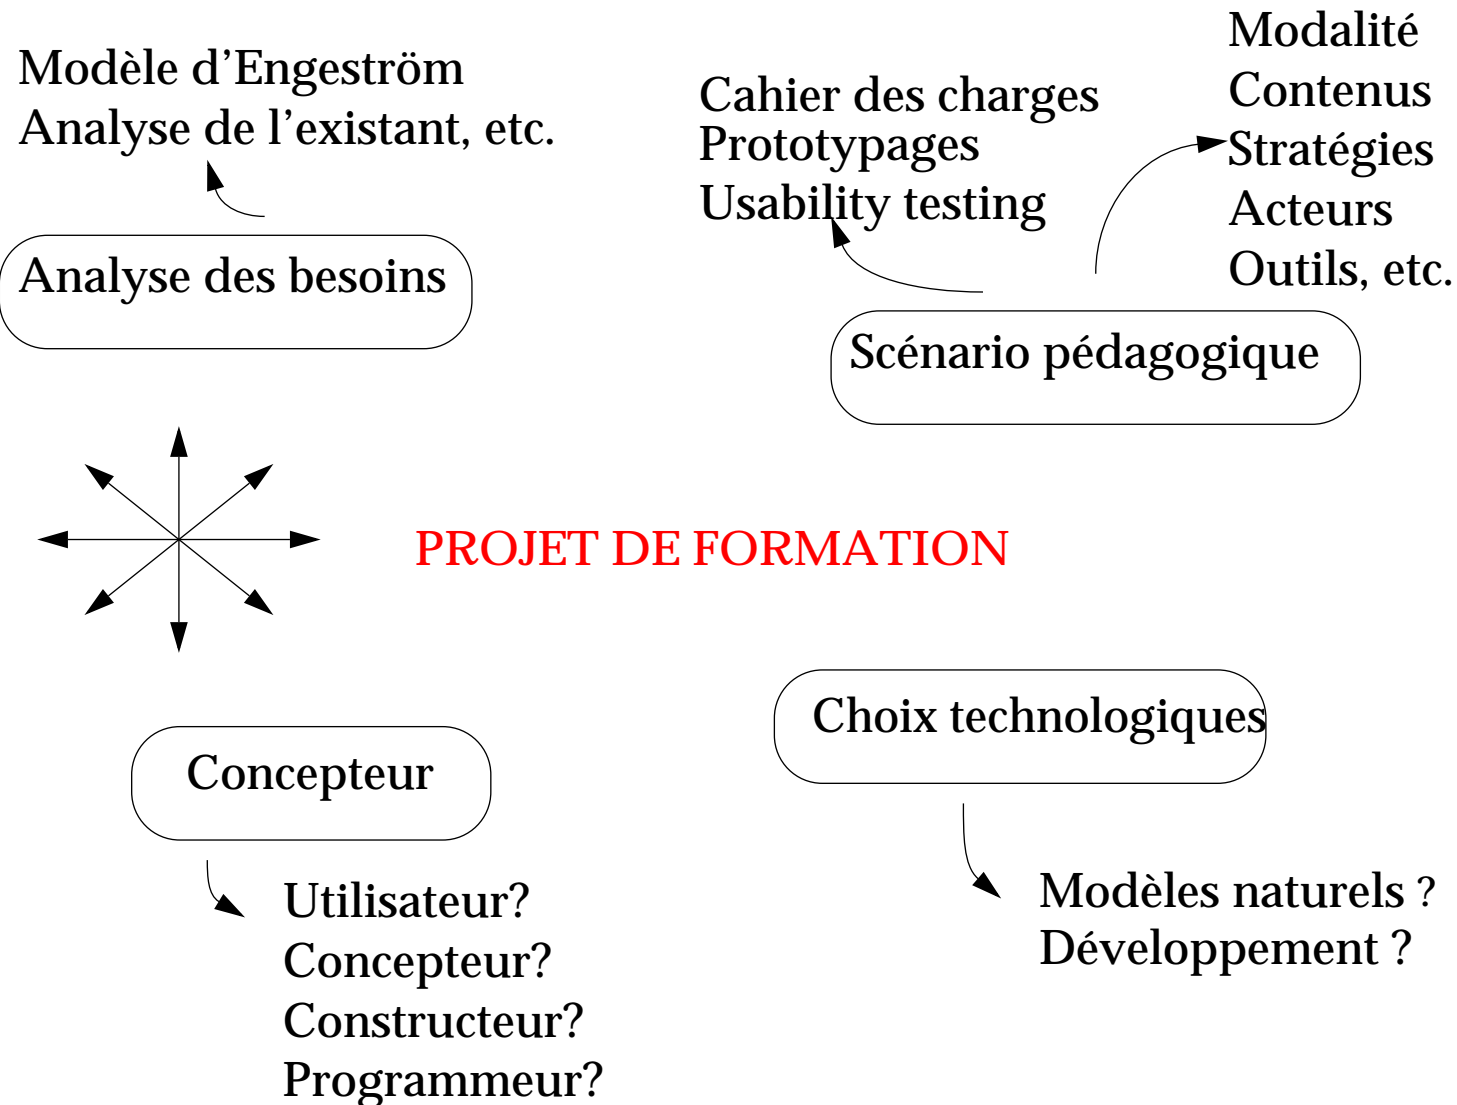 Modèle d’Engeström
Analyse de l’existant, etc.
Analyse des besoins
Cahier des charges
Prototypages
Usability testing
Modalité
Contenus
Stratégies
Acteurs
Outils, etc.
Scénario pédagogique
PROJET DE FORMATION
Concepteur
Utilisateur?
Concepteur?
Constructeur?
Programmeur?
Choix technologiques
Modèles naturels ?
Développement ?